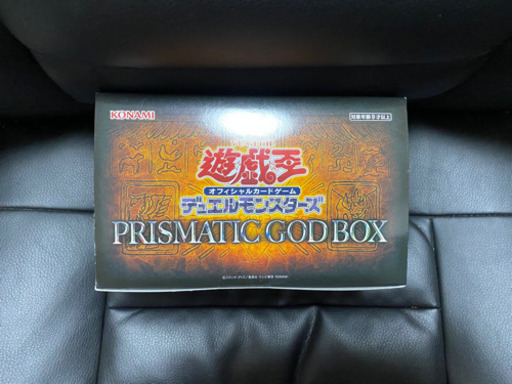 KONAMI
対象年齢9才以上
遊戯王
オフィシャルカードゲーム
デュエルモンスターズ
PRISMATIC GOD BOX